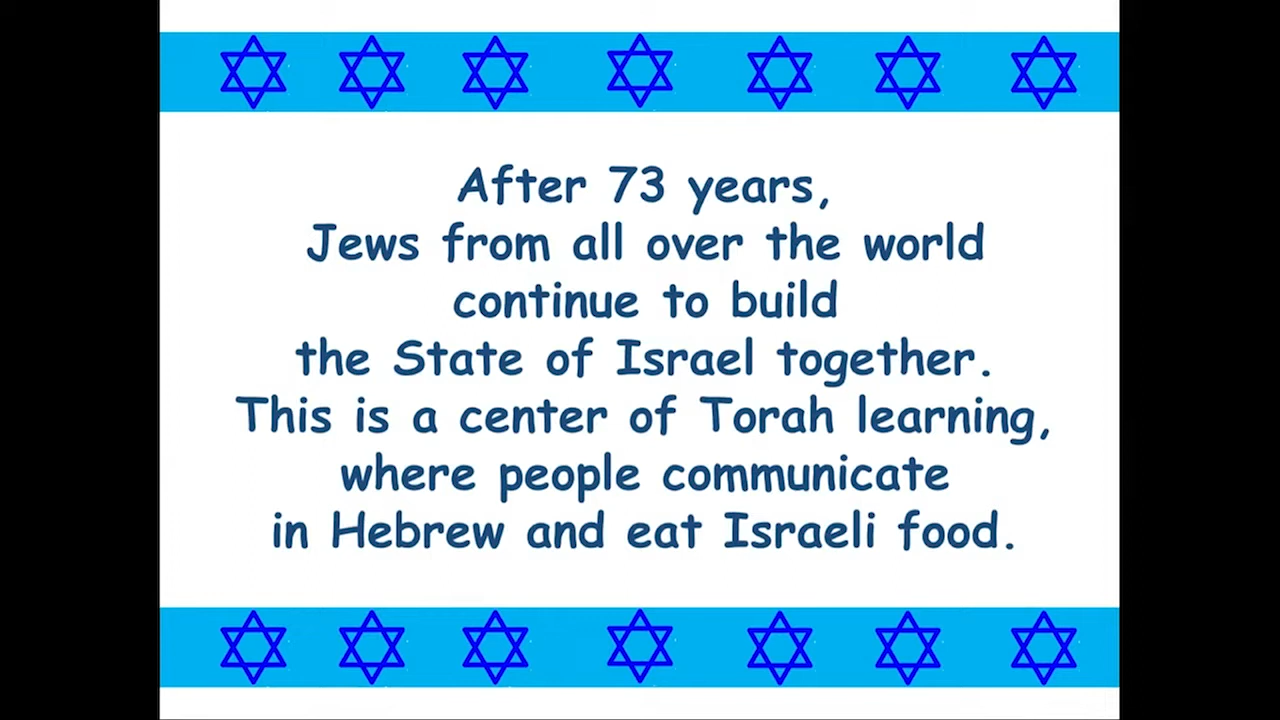 After 73 years,
Jews from all over the world
continue to build
the State of Israel together.
This is a center of Torah learning,
where people communicate
in Hebrew and eat Israeli food.